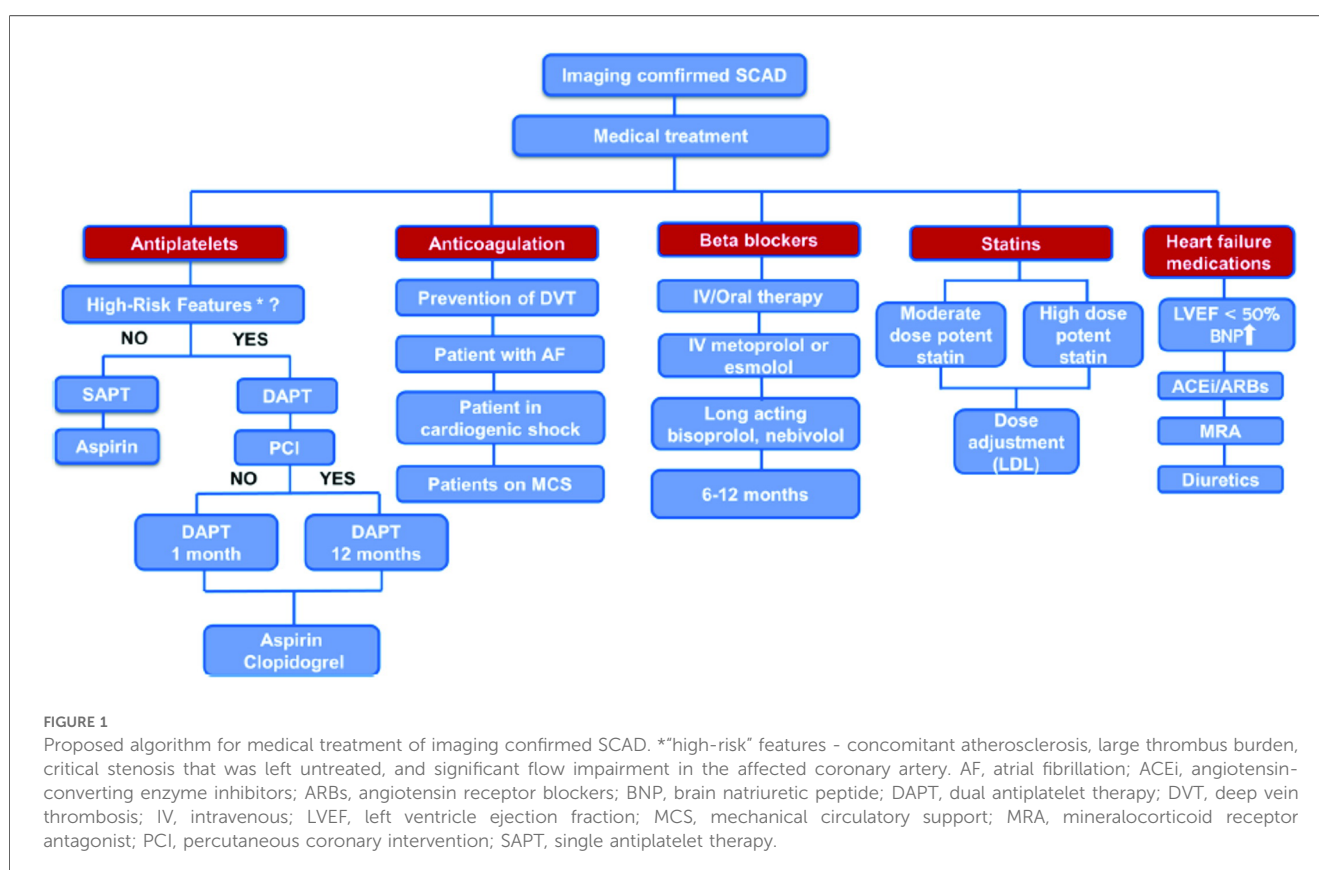 Imaging comfirmed SCAD
Medical treatment
Antiplatelets
High-Risk Features * ?
NO
YES
SAPT
DAPT
Aspirin
PCI
NO
YES
DAPT
1 month
DAPT
12 months
Aspirin
Clopidogrel
Anticoagulation
Prevention of DVT
Patient with AF
Patient in
cardiogenic shock
Patients on MCS
Beta blockers
IV/Oral therapy
IV metoprolol or
esmolol
Long acting
bisoprolol, nebivolol
6-12 months
Statins
Moderate
dose potent
statin
High dose
potent
statin
Dose
adjustment
(LDL)
Heart failure
medications
LVEF < 50%
BNP⬆
ACEi/ARBs
MRA
Diuretics
FIGURE 1
Proposed algorithm for medical treatment of imaging confirmed SCAD. *“high-risk” features - concomitant atherosclerosis, large thrombus burden,
critical stenosis that was left untreated, and significant flow impairment in the affected coronary artery. AF, atrial fibrillation; ACEi, angiotensin-
converting enzyme inhibitors; ARBs, angiotensin receptor blockers; BNP, brain natriuretic peptide; DAPT, dual antiplatelet therapy; DVT, deep vein
thrombosis; IV, intravenous; LVEF, left ventricle ejection fraction; MCS, mechanical circulatory support; MRA, mineralocorticoid receptor
antagonist; PCI, percutaneous coronary intervention; SAPT, single antiplatelet therapy.